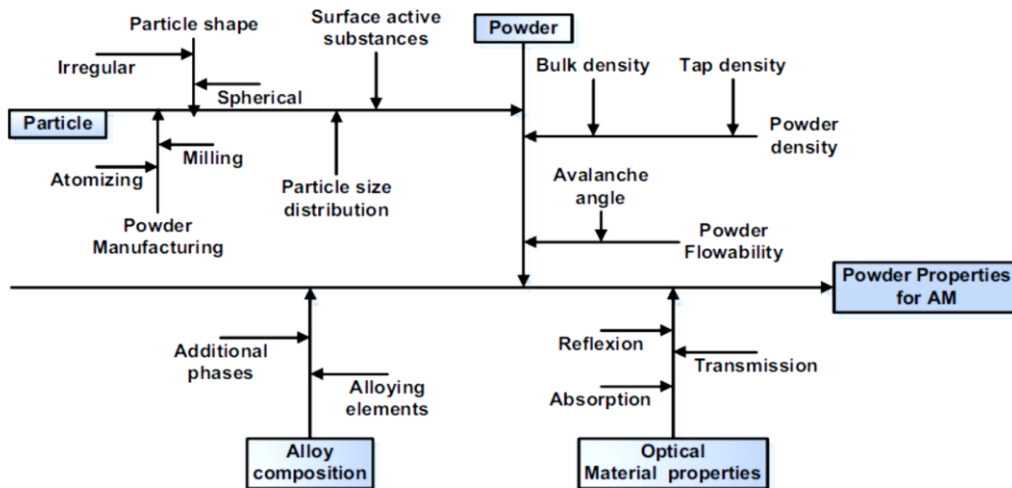 Particle shape
Surface active
substances
Powder
Irregular
Bulk density
Tap density
Spherical
Particle
Powder
density
Milling
Atomizing
Particle size
distribution
Avalanche
angle
Powder
Manufacturing
Powder
Flowability
Powder Properties
for AM
Additional
phases
Reflexion
Transmission
Alloying
elements
Absorption
Alloy
composition
Optical
Material properties